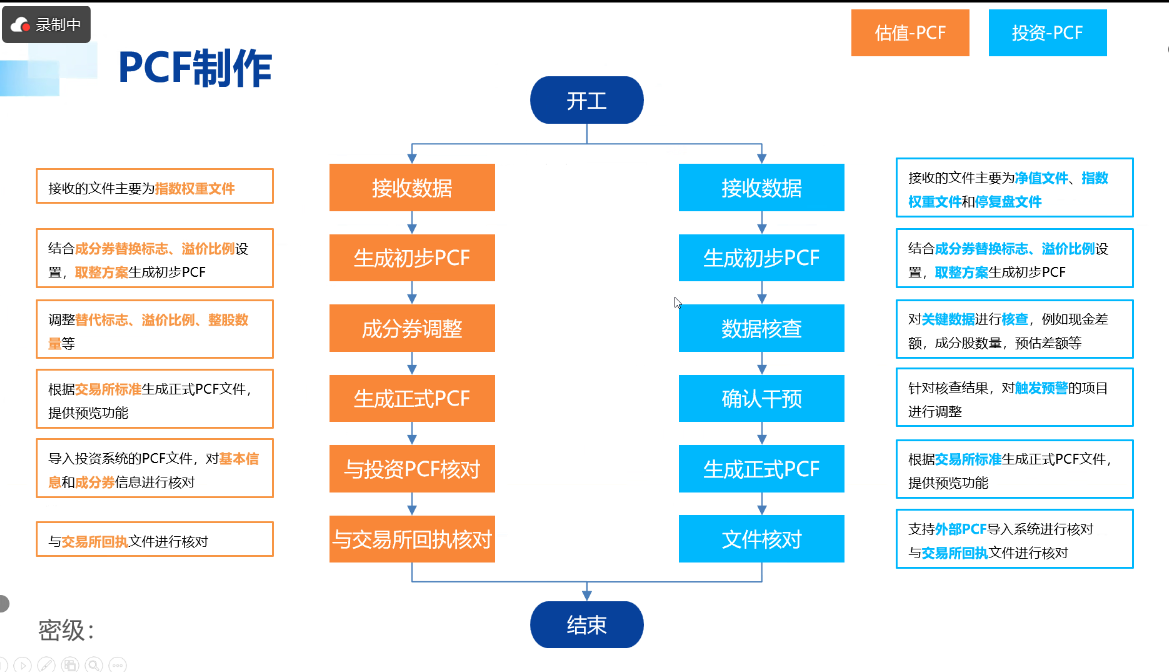 录制中
PCF制作
估值-PCF
投资-PCF
开工
接收的文件主要为指数权重文件
接收数据
接收数据
接收的文件主要为净值文件、指数
权重文件和停复盘文件
结合成分券替换标志、溢价比例设
置，取整方案生成初步PCF
生成初步PCF
生成初步PCF
结合成分券替换标志、溢价比例设
置，取整方案生成初步PCF
调整替代标志、溢价比例、整股数
量等
成分券调整
数据核查
对关键数据进行核查，例如现金差
额，成分股数量，预估差额等
根据交易所标准生成正式PCF文件，
提供预览功能
生成正式PCF
确认干预
针对核查结果，对触发预警的项目
进行调整
导入投资系统的PCF文件，对基本信
息和成分券信息进行核对
与投资PCF核对
生成正式PCF
根据交易所标准生成正式PCF文件，
提供预览功能
与交易所回执文件进行核对
与交易所回执核对
文件核对
支持外部PCF导入系统进行核对
与交易所回执文件进行核对
结束
密级：